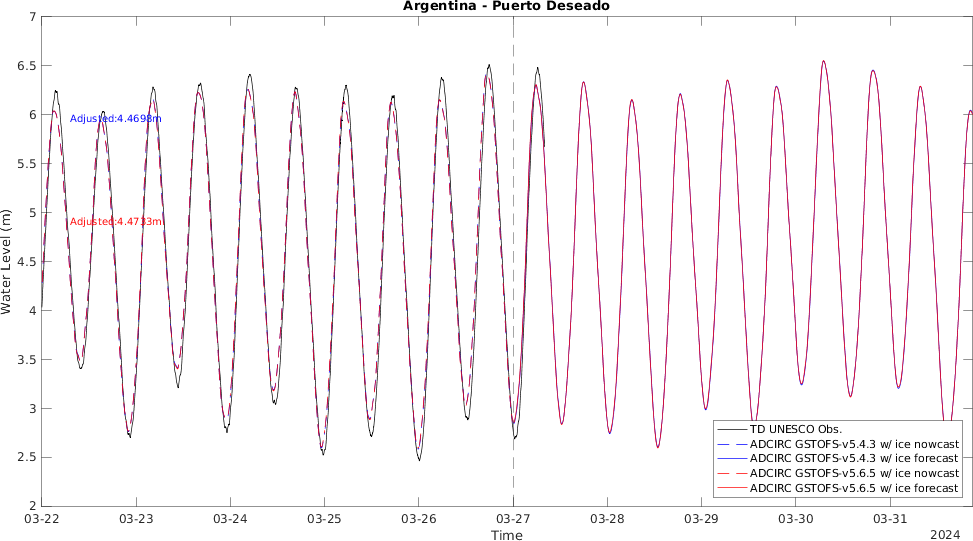 Argentina - Puerto Deseado
7
6.5
6
5.5
5
4.5
4
3.5
3
2.5
2
Water Level (m)
Adjusted:4.4698m
Adjusted:4.4733m
TD UNESCO Obs.
ADCIRC GSTOFS-v5.4.3 w/ ice nowcast
ADCIRC GSTOFS-v5.4.3 w/ ice forecast
ADCIRC GSTOFS-v5.6.5 w/ ice nowcast
ADCIRC GSTOFS-v5.6.5 w/ ice forecast
03-22 03-23 03-24 03-25 03-26 03-27 03-28 03-29 03-30 03-31
Time
2024